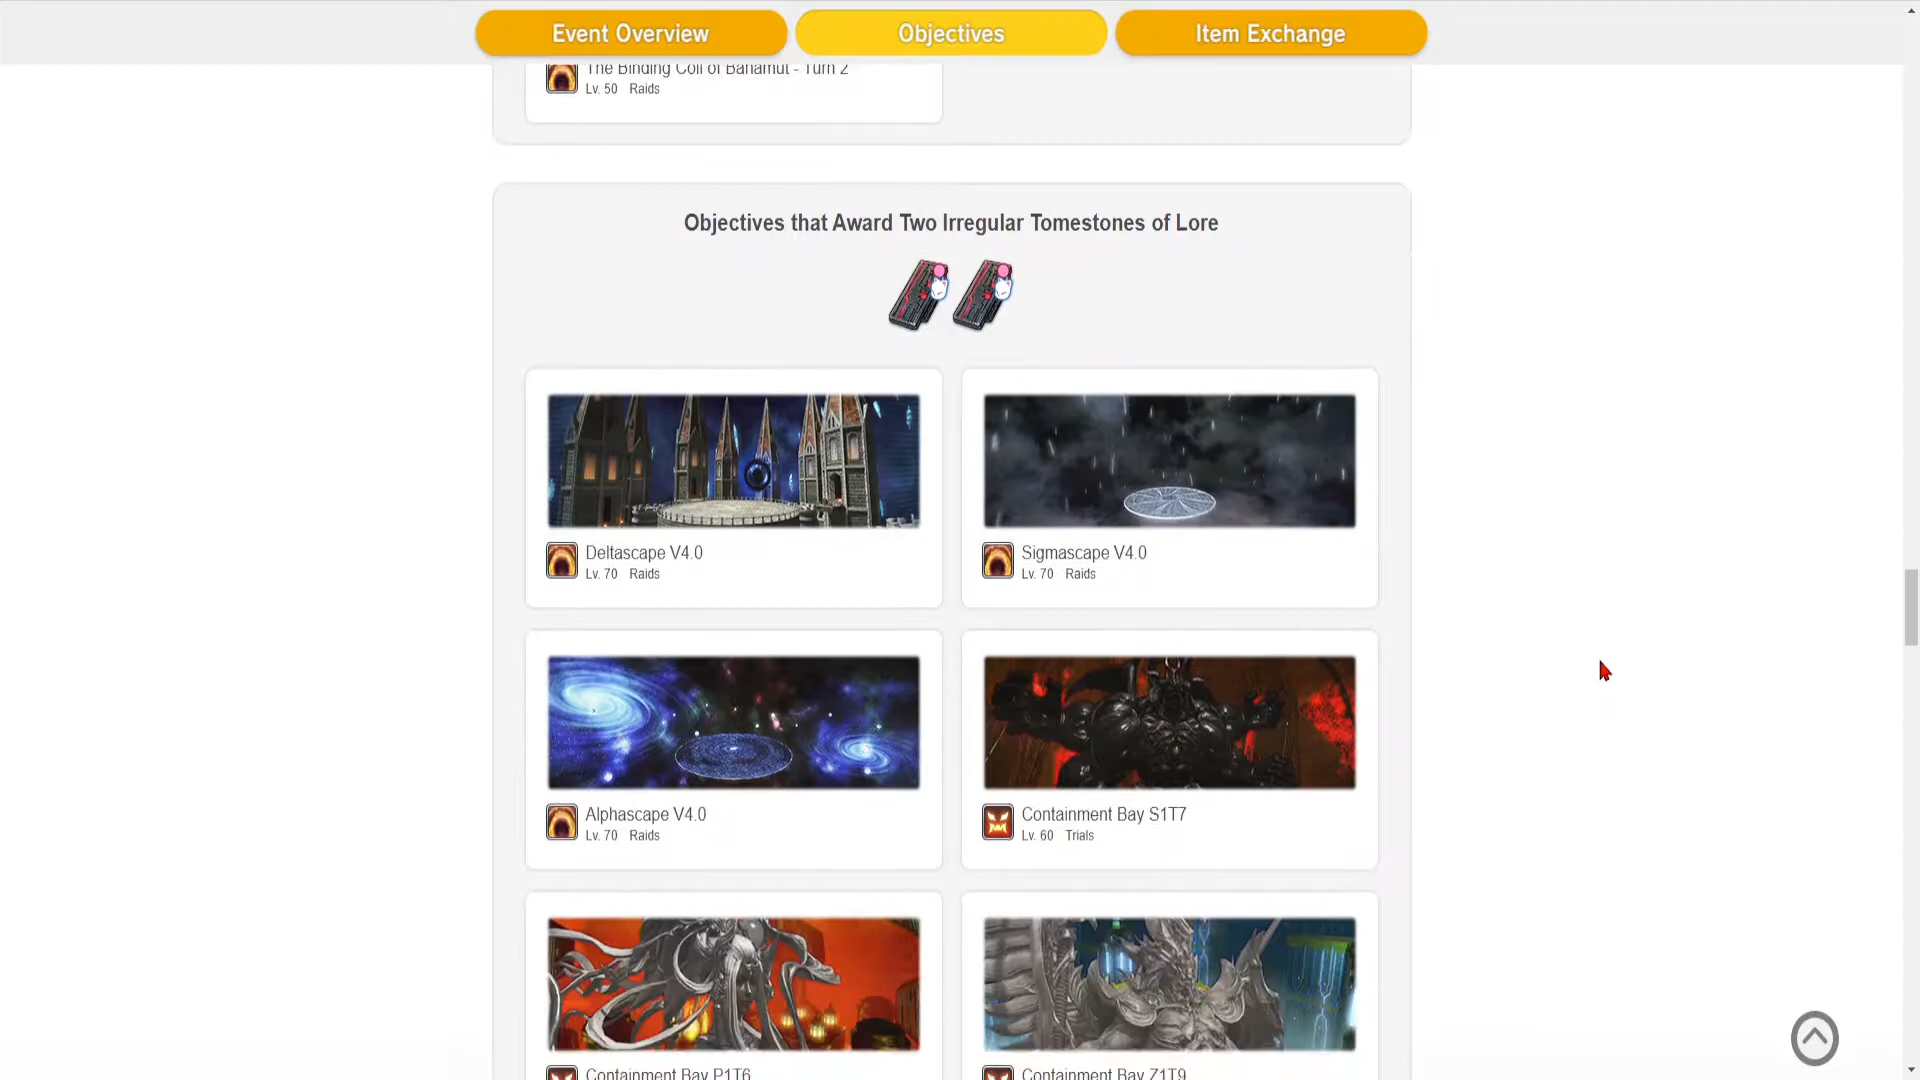 Event Overview
Objectives
Item Exchange
The Binding Coil of Bahamut - Turn 2
Lv. 50 Raids
Objectives that Award Two Irregular Tomestones of Lore
Deltascape V4.0
Lv. 70 Raids
Sigmascape V4.0
Lv. 70 Raids
Alphascape V4.0
Lv. 70 Raids
Containment Bay S1T7
Lv. 60 Trials
Containment Bay P1T6
Containment Bay Z1T9